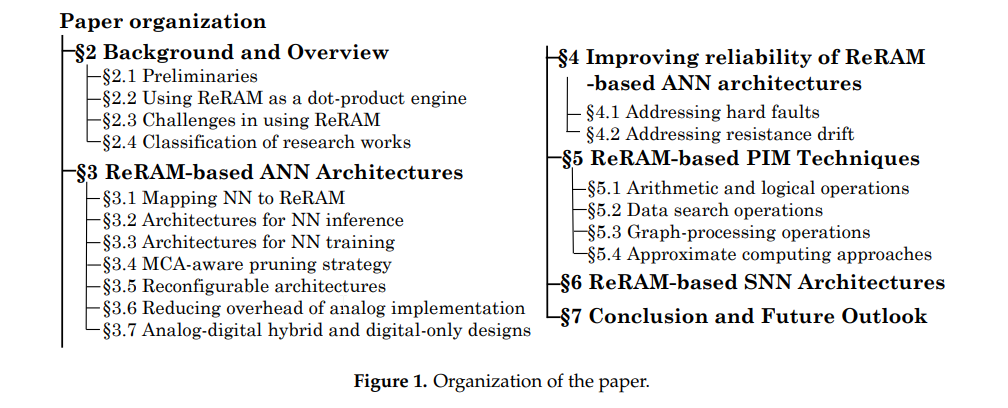 Paper organization
§2 Background and Overview
§2.1 Preliminaries
§2.2 Using ReRAM as a dot-product engine
§2.3 Challenges in using ReRAM
§2.4 Classification of research works
§3 ReRAM-based ANN Architectures
§3.1 Mapping NN to ReRAM
§3.2 Architectures for NN inference
§3.3 Architectures for NN training
§3.4 MCA-aware pruning strategy
§3.5 Reconfigurable architectures
§3.6 Reducing overhead of analog implementation
§3.7 Analog-digital hybrid and digital-only designs
§4 Improving reliability of ReRAM
-based ANN architectures
§4.1 Addressing hard faults
§4.2 Addressing resistance drift
§5 ReRAM-based PIM Techniques
§5.1 Arithmetic and logical operations
§5.2 Data search operations
§5.3 Graph-processing operations
§5.4 Approximate computing approaches
§6 ReRAM-based SNN Architectures
§7 Conclusion and Future Outlook
Figure 1. Organization of the paper.